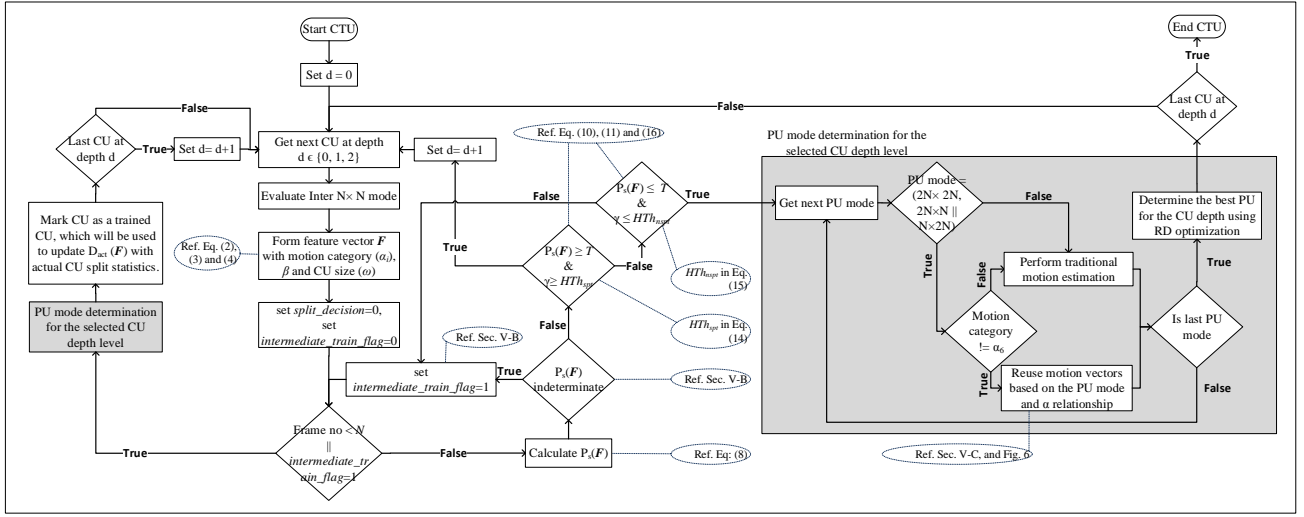 Start CTU
Set d = 0
End CTU
True
Last CU at
depth d
False
False
Last CU at
depth d
True
Set d= d+1
Get next CU at depth
d ϵ {0, 1, 2}
Set d= d+1
Ref. Eq. (10), (11) and (16)
Evaluate Inter N× N mode
Mark CU as a trained
CU, which will be used
to update Dact (F) with
actual CU split statistics.
PU mode determination
for the selected CU
depth level
Ref. Eq. (2),
(3) and (4)
Form feature vector F
with motion category (αi),
β and CU size (ω)
set split_decision=0,
set
intermediate_train_flag=0
Ref. Sec. V-B
set
intermediate_train_flag=1
True
Frame no < N
||
intermediate_tr
ain_flag=1
True
False
Calculate Ps(F)
Ref. Eq: (8)
Ps(F)
indeterminate
Ref. Sec. V-B
False
Ps(F) ≥ T
&
γ≥ HThspt
True
False
HThspt in Eq.
(14)
Ps(F) ≤ T
&
γ ≤ HThnspt
False
True
HThnspt in Eq.
(15)
PU mode determination for the
selected CU depth level
Get next PU mode
PU mode =
(2N× 2N,
2N×N ||
N×2N)
True
False
Motion
category
!= α6
False
True
Perform traditional
motion estimation
Reuse motion vectors
based on the PU mode
and α relationship
Ref. Sec. V-C, and Fig. 6
Is last PU
mode
True
False
Determine the best PU
for the CU depth using
RD optimization